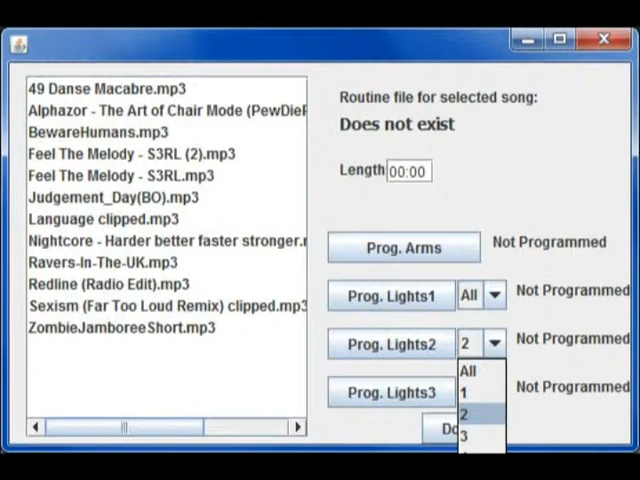 49 Danse Macabre.mp3
Alphazor - The Art of Chair Mode (PewDieP
BewareHumans.mp3
Feel The Melody - S3RL (2).mp3
Feel The Melody - S3RL.mp3
Judgement_Day(BO).mp3
Language clipped.mp3
Nightcore - Harder better faster stronger.
Ravers-In-The-UK.mp3
Redline (Radio Edit).mp3
Sexism (Far Too Loud Remix) clipped.mp3
ZombieJamboreeShort.mp3
Routine file for selected song:
Does not exist
Length 00:00
Prog. Arms Not Programmed
Prog. Lights1 All Not Programmed
Prog. Lights2 2 Not Programmed
All
1
2
3
Prog. Lights3 Not Programmed